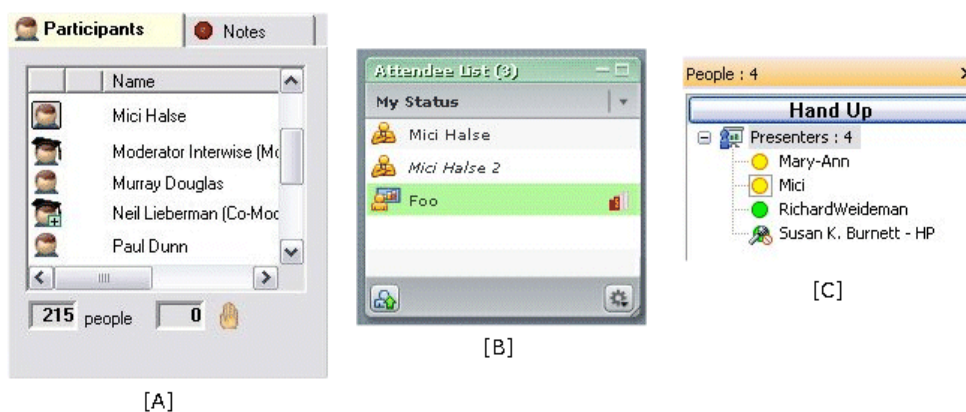 Participants
Notes
Name
Mici Halse
Moderator Interwise (Mo
Murray Douglas
Neil Lieberman (Co-Moc
Paul Dunn
215 people 0
[A]
Attendee List (3)
My Status
Mici Halse
Mici Halse 2
Foo
[B]
People : 4
Hand Up
Presenters : 4
Mary-Ann
Mici
RichardWeideman
Susan K. Burnett - HP
[C]